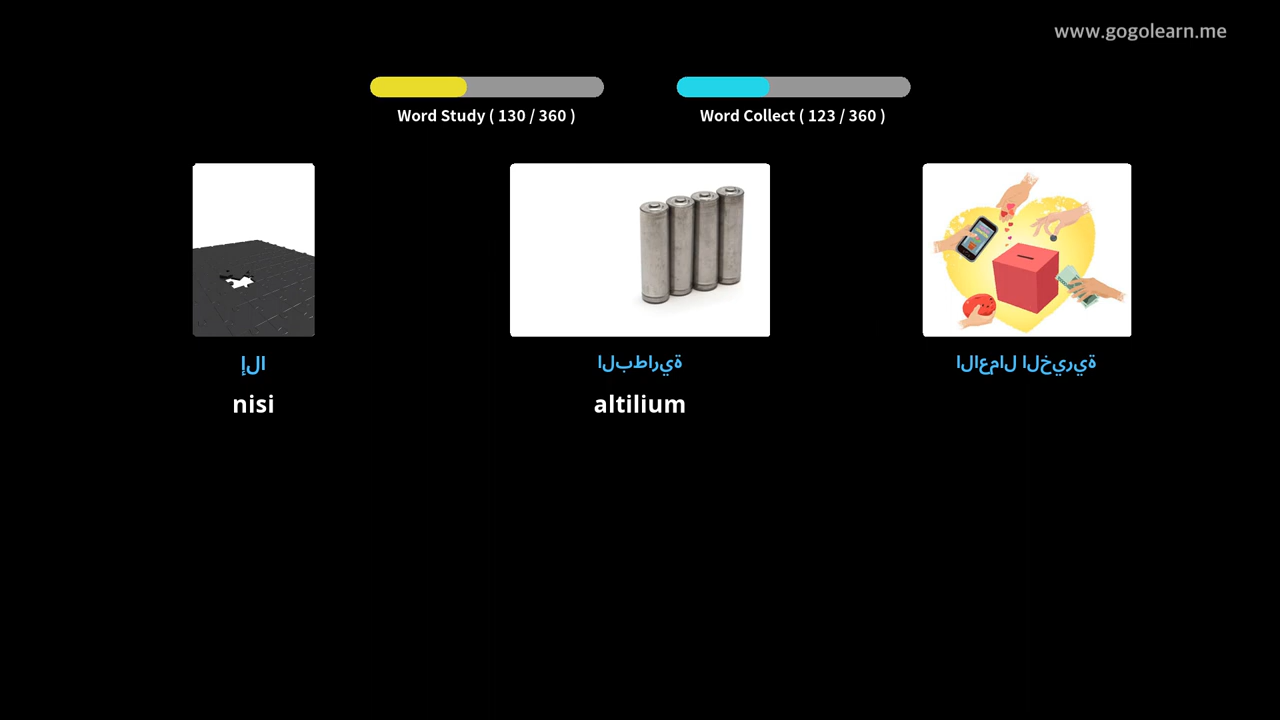 www.gogolearn.me
Word Study ( 130 / 360 )
Word Collect ( 123 / 360 )
إلا
البطارية
الاعمال الخيرية
nisi
altilium